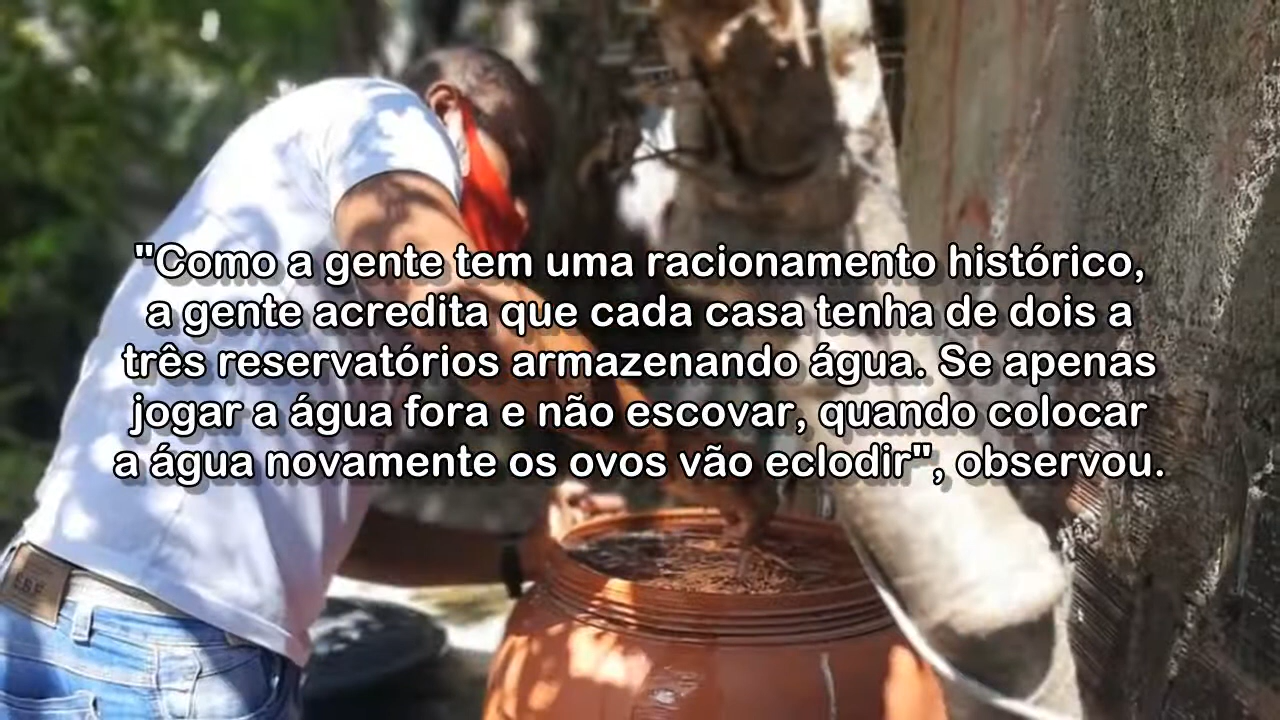 "Como a gente tem uma racionamento histórico,
a gente acredita que cada casa tenha de dois a
três reservatórios armazenando água. Se apenas
jogar a água fora e não escovar, quando colocar
a água novamente os ovos vão eclodir", observou.